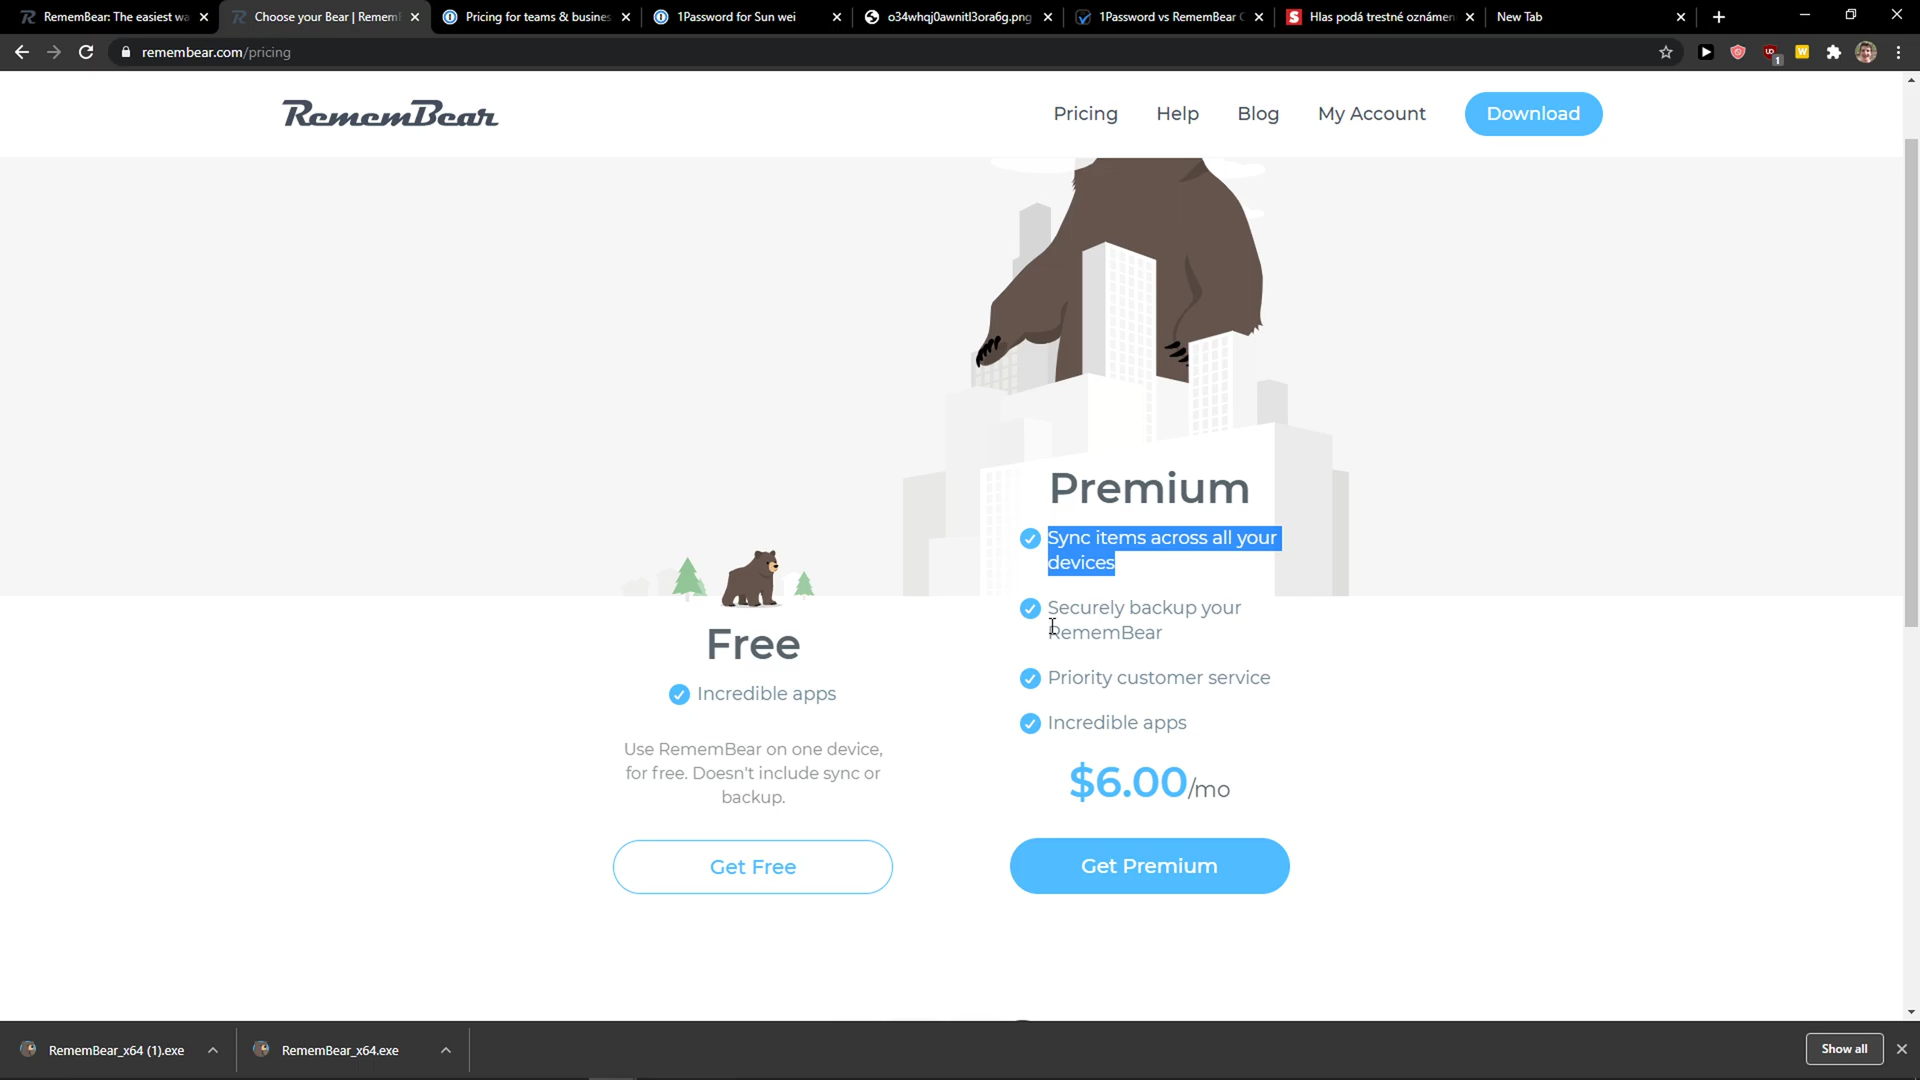 RememBear: The easiest wa
Choose your Bear | Remem
Pricing for teams & busines
1Password for Sun wei
o34whqj0awnitl3ora6g.png
1Password vs RememBear
Hlas podá trestné oznámen
New Tab
remembear.com/pricing
RememBear
Pricing
Help
Blog
My Account
Download
Premium
Sync items across all your
devices
Securely backup your
RememBear
Priority customer service
Incredible apps
$6.00/mo
Get Premium
Free
Incredible apps
Use RememBear on one device,
for free. Doesn't include sync or
backup.
Get Free
RememBear_x64 (1).exe
RememBear_x64.exe
Show all